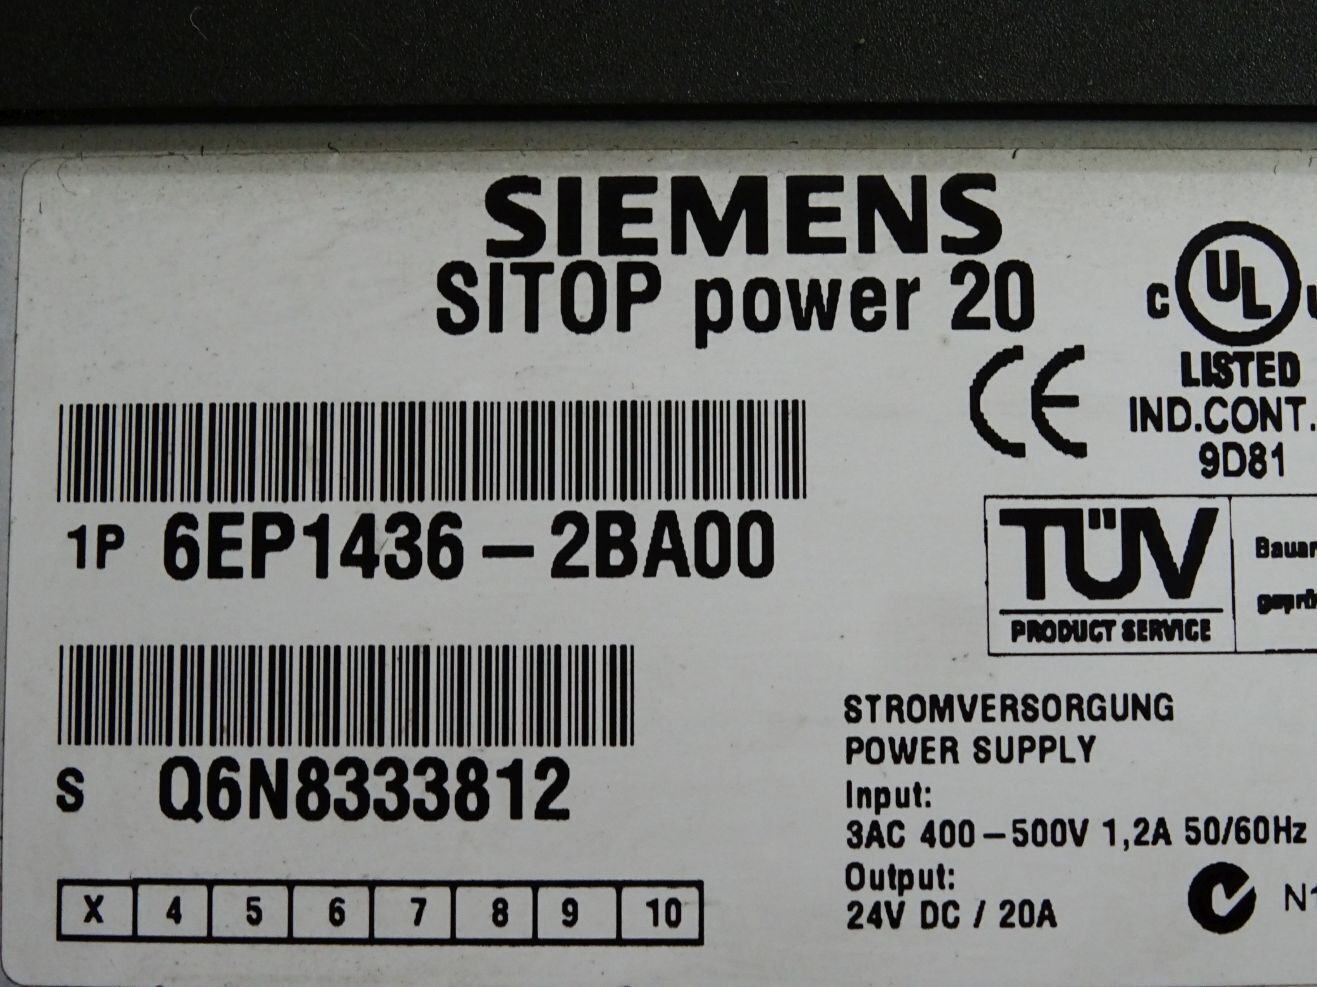 SIEMENS
SITOP power 20
C UL
LISTED
IND.CONT.
9D81
CE
1P 6EP1436-2BA00
TÜV
PRODUCT SERVICE
S Q6N8333812
STROMVERSORGUNG
POWER SUPPLY
Input:
3AC 400-500V 1,2A 50/60Hz
Output:
24V DC / 20A
X 4 5 6 7 8 9 10